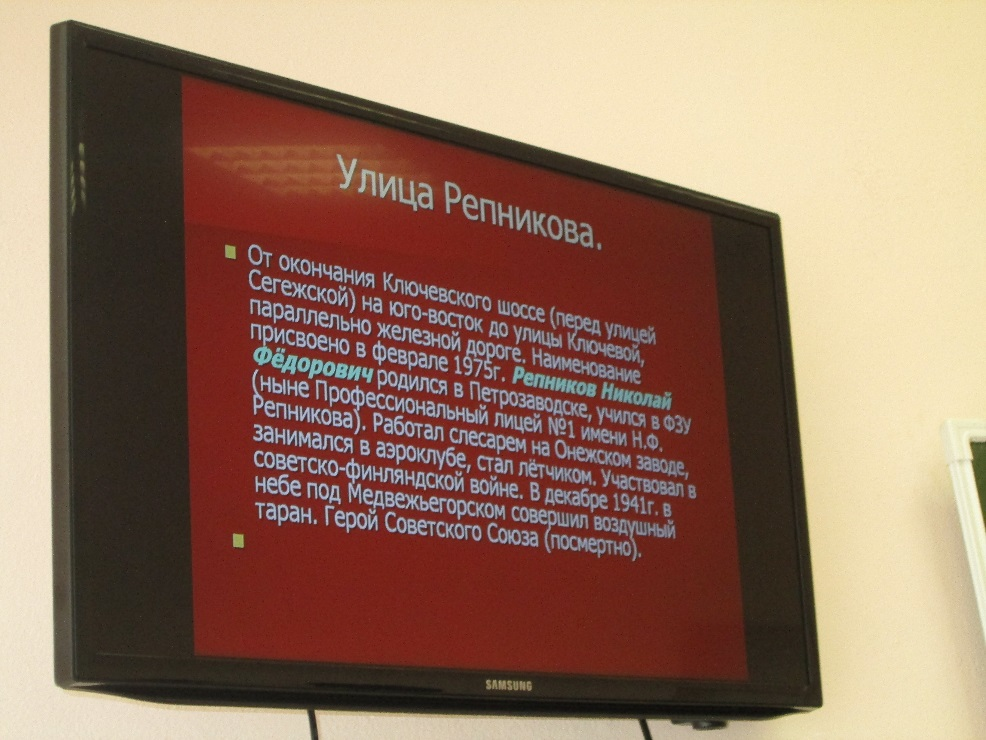 Улица Репникова.
От окончания Ключевского шоссе (перед улицей
Сегежской) на юго-восток до улицы Ключевой,
параллельно железной дороге. Наименование
присвоено в феврале 1975г. Репников Николай
Фёдорович родился в Петрозаводске, учился в ФЗУ
(ныне Профессиональный лицей №1 имени Н.Ф.
Репникова). Работал слесарем на Онежском заводе,
занимался в аэроклубе, стал лётчиком. Участвовал в
советско-финляндской войне. В декабре 1941г. в
небе под Медвежьегорском совершил воздушный
таран. Герой Советского Союза (посмертно).
SAMSUNG